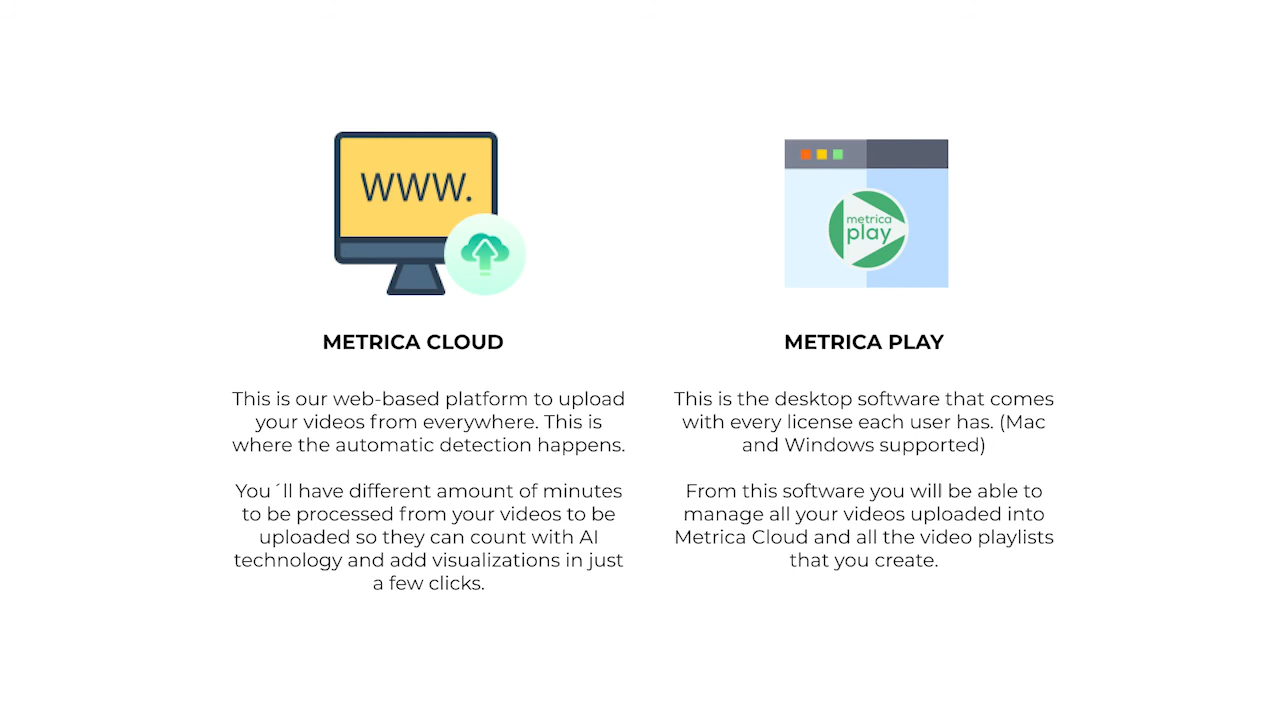 WWW.
metrica
play
METRICA CLOUD
This is our web-based platform to upload
your videos from everywhere. This is
where the automatic detection happens.
You´ll have different amount of minutes
to be processed from your videos to be
uploaded so they can count with AI
technology and add visualizations in just
a few clicks.
METRICA PLAY
This is the desktop software that comes
with every license each user has. (Mac
and Windows supported)
From this software you will be able to
manage all your videos uploaded into
Metrica Cloud and all the video playlists
that you create.